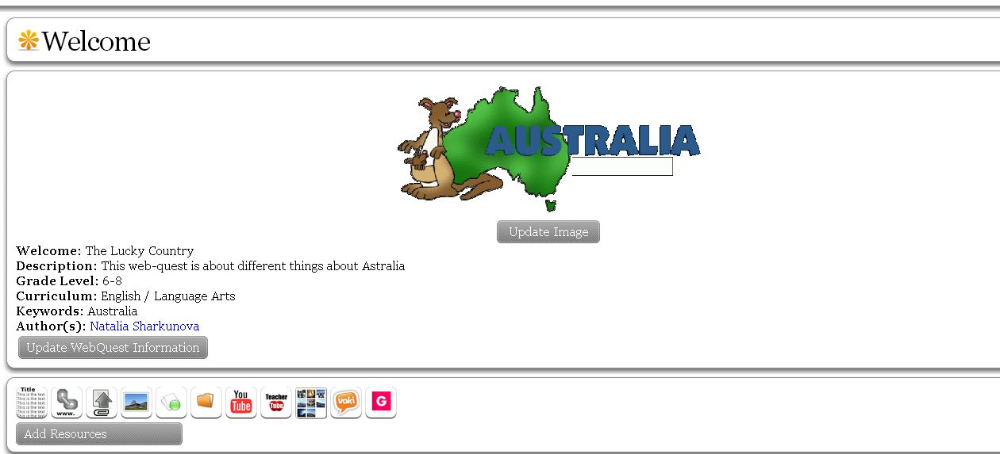 Welcome
AUSTRALIA
Update Image
Welcome: The Lucky Country
Description: This web-quest is about different things about Astralia
Grade Level: 6-8
Curriculum: English / Language Arts
Keywords: Australia
Author(s): Natalia Sharkunova
Update WebQuest Information
Title
This is the text.
This is the text.
This is the text.
This is the text.
This is the text.
This is the text.
www.
You
Tube
Teacher
Tube
voki
G
Add Resources